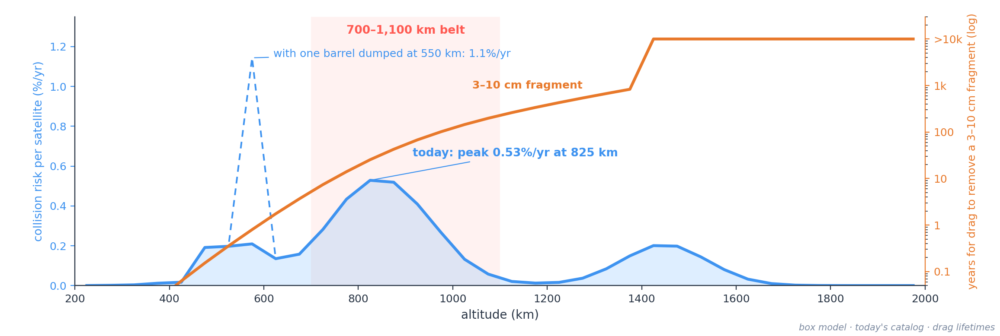 700–1,100 km belt
with one barrel dumped at 550 km: 1.1%/yr
3–10 cm fragment
today: peak 0.53%/yr at 825 km
collision risk per satellite (%/yr)
1.2
1.0
0.8
0.6
0.4
0.2
0.0
>10k
1k
100
10
1
0.1
years for drag to remove a 3–10 cm fragment (log)
200 400 600 800 1000 1200 1400 1600 1800 2000
altitude (km)
box model · today's catalog · drag lifetimes